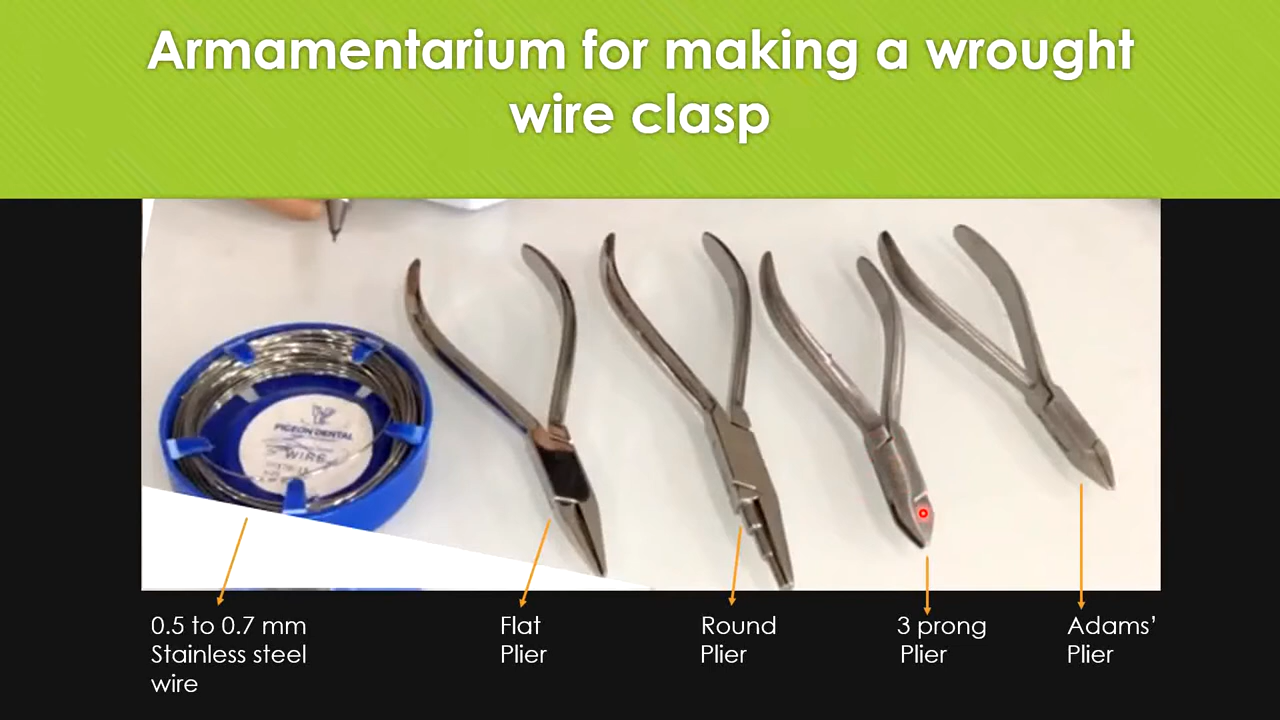 Armamentarium for making a wrought
wire clasp
PIGEON DENTAL
WIRE
0.5 to 0.7 mm
Stainless steel
wire
Flat
Plier
Round
Plier
3 prong
Plier
Adams’
Plier